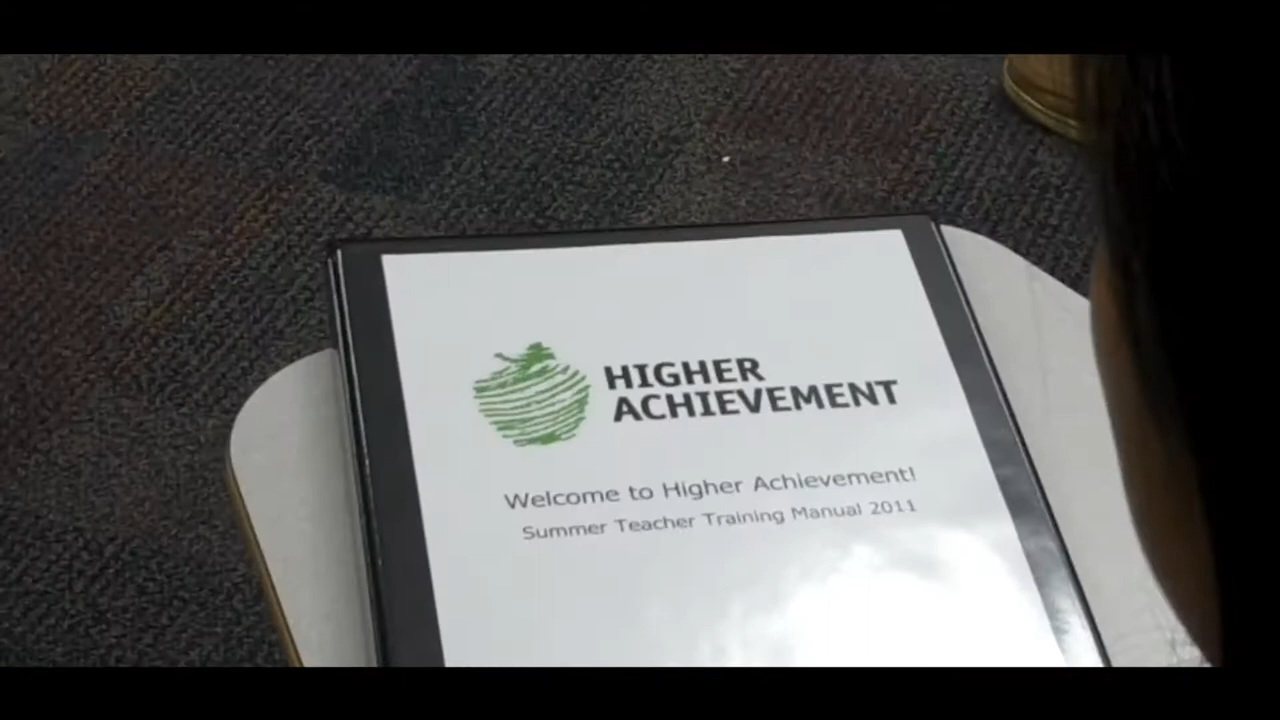 HIGHER
ACHIEVEMENT
Welcome to Higher Achievement!
Summer Teacher Training Manual 2011